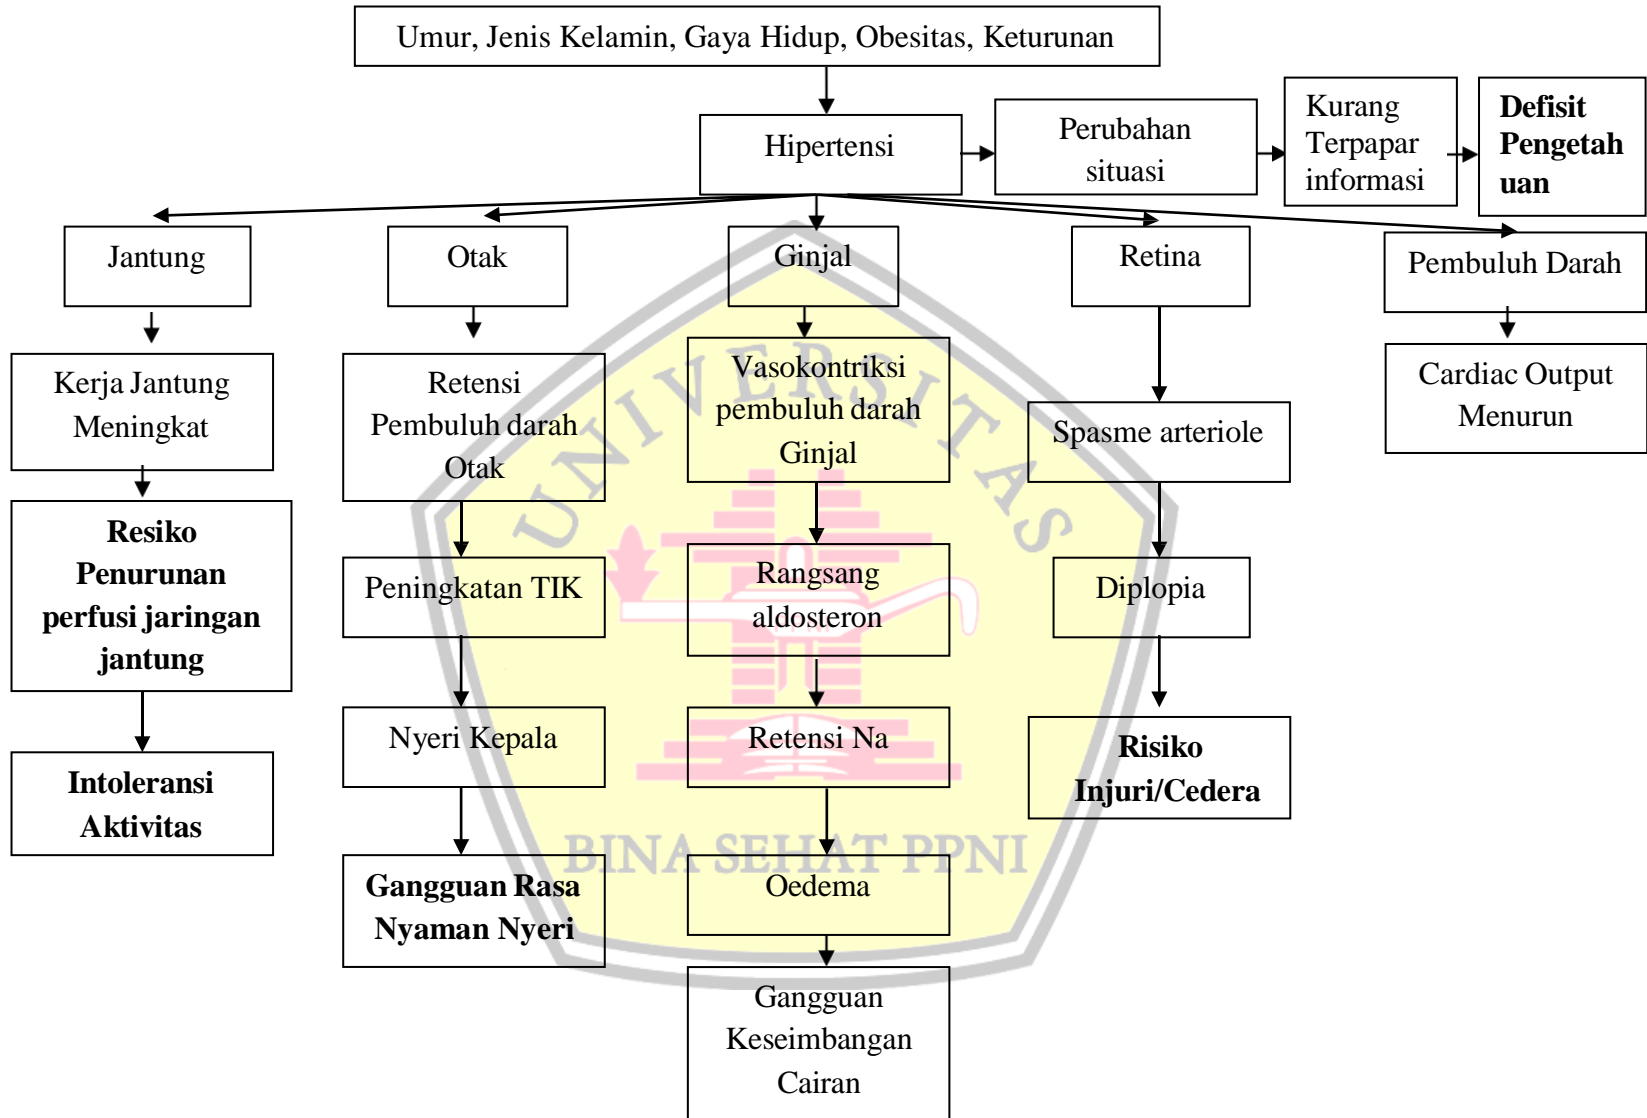 Umur, Jenis Kelamin, Gaya Hidup, Obesitas, Keturunan
Hipertensi
Perubahan
situasi
Kurang
Terpapar
informasi
Defisit
Pengetah
uan
Jantung
Otak
Ginjal
Retina
Pembuluh Darah
Kerja Jantung
Meningkat
Retensi
Pembuluh darah
Otak
Vasokontriksi
pembuluh darah
Ginjal
Spasme arteriole
Cardiac Output
Menurun
Resiko
Penurunan
perfusi jaringan
jantung
Peningkatan TIK
Rangsang
aldosteron
Diplopia
Intoleransi
Aktivitas
Nyeri Kepala
Retensi Na
Risiko
Injuri/Cedera
Gangguan Rasa
Nyaman Nyeri
Oedema
Gangguan
Keseimbangan
Cairan
UNIVERSITAS
BINA SEHAT PPNI